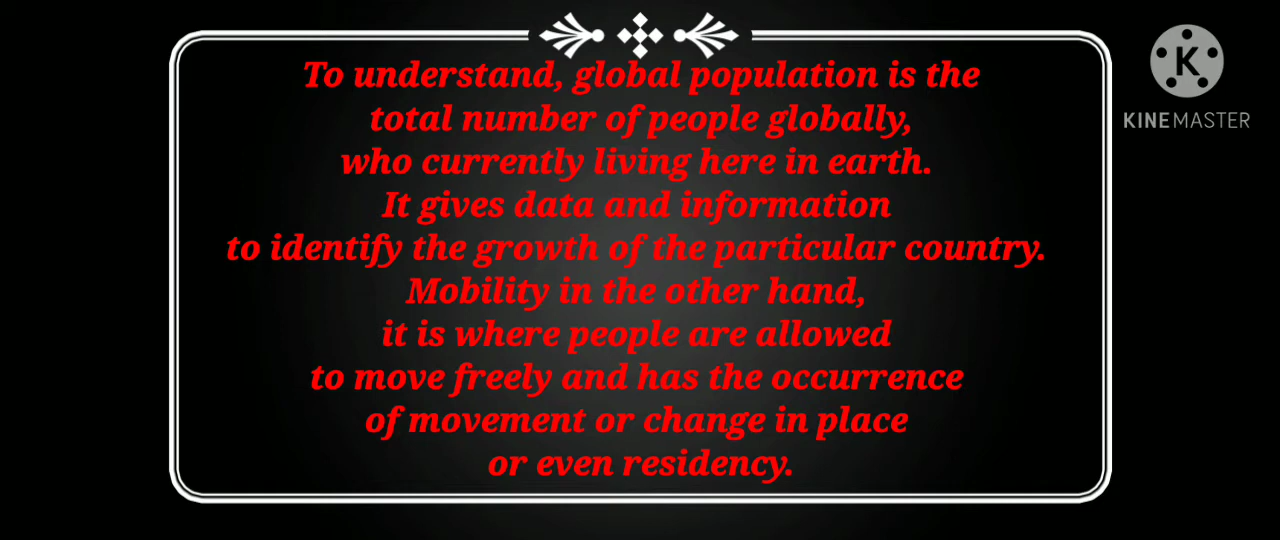 To understand, global population is the
total number of people globally,
who currently living here in earth.
It gives data and information
to identify the growth of the particular country.
Mobility in the other hand,
it is where people are allowed
to move freely and has the occurrence
of movement or change in place
or even residency.
K
KINEMASTER